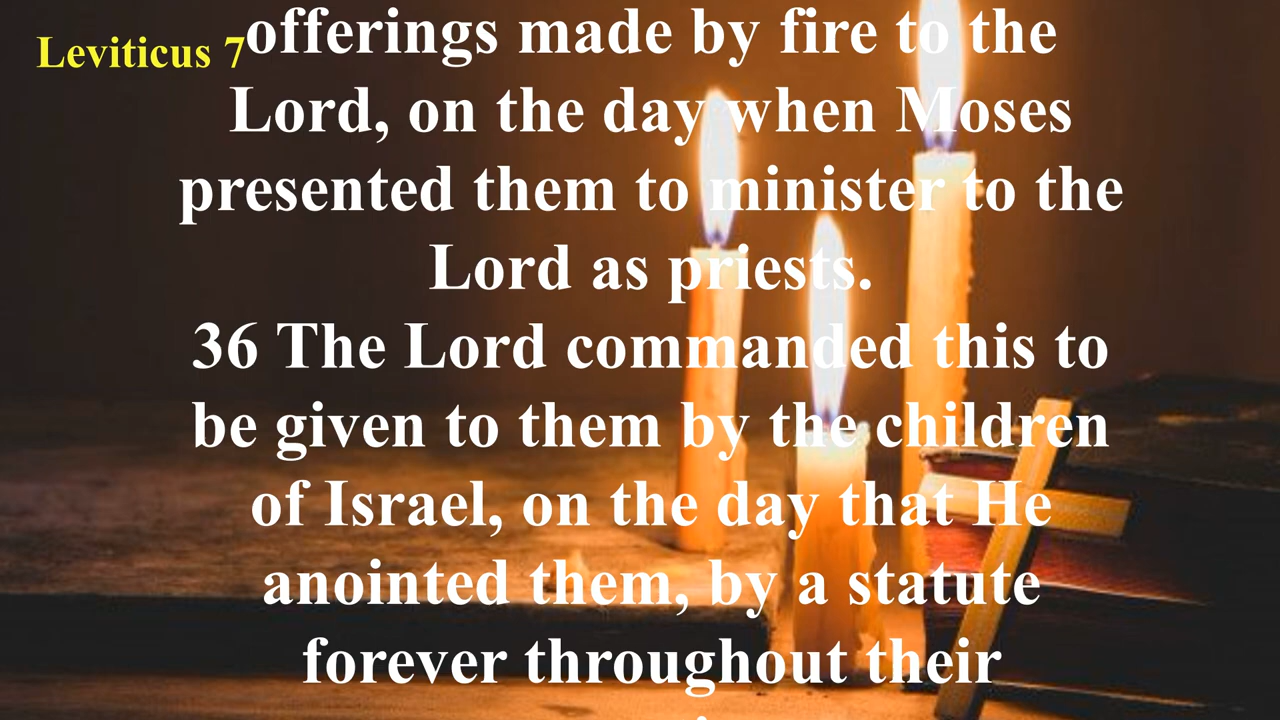 Leviticus 7
offerings made by fire to the
Lord, on the day when Moses
presented them to minister to the
Lord as priests.
36 The Lord commanded this to
be given to them by the children
of Israel, on the day that He
anointed them, by a statute
forever throughout their